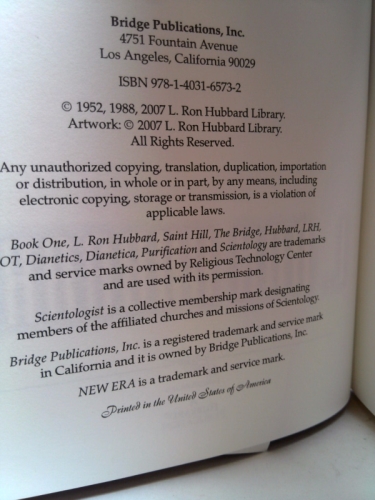 Bridge Publications, Inc.
4751 Fountain Avenue
Los Angeles, California 90029
ISBN 978-1-4031-6573-2
© 1952, 1988, 2007 L. Ron Hubbard Library.
Artwork: © 2007 L. Ron Hubbard Library.
All Rights Reserved.
Any unauthorized copying, translation, duplication, importation
or distribution, in whole or in part, by any means, including
electronic copying, storage or transmission, is a violation of
applicable laws.
Book One, L. Ron Hubbard, Saint Hill, The Bridge, Hubbard, LRH,
OT, Dianetics, Dianetica, Purification and Scientology are trademarks
and service marks owned by Religious Technology Center
and are used with its permission.
Scientologist is a collective membership mark designating
members of the affiliated churches and missions of Scientology.
Bridge Publications, Inc. is a registered trademark and service mark
in California and it is owned by Bridge Publications, Inc.
NEW ERA is a trademark and service mark.
Printed in the United States of America